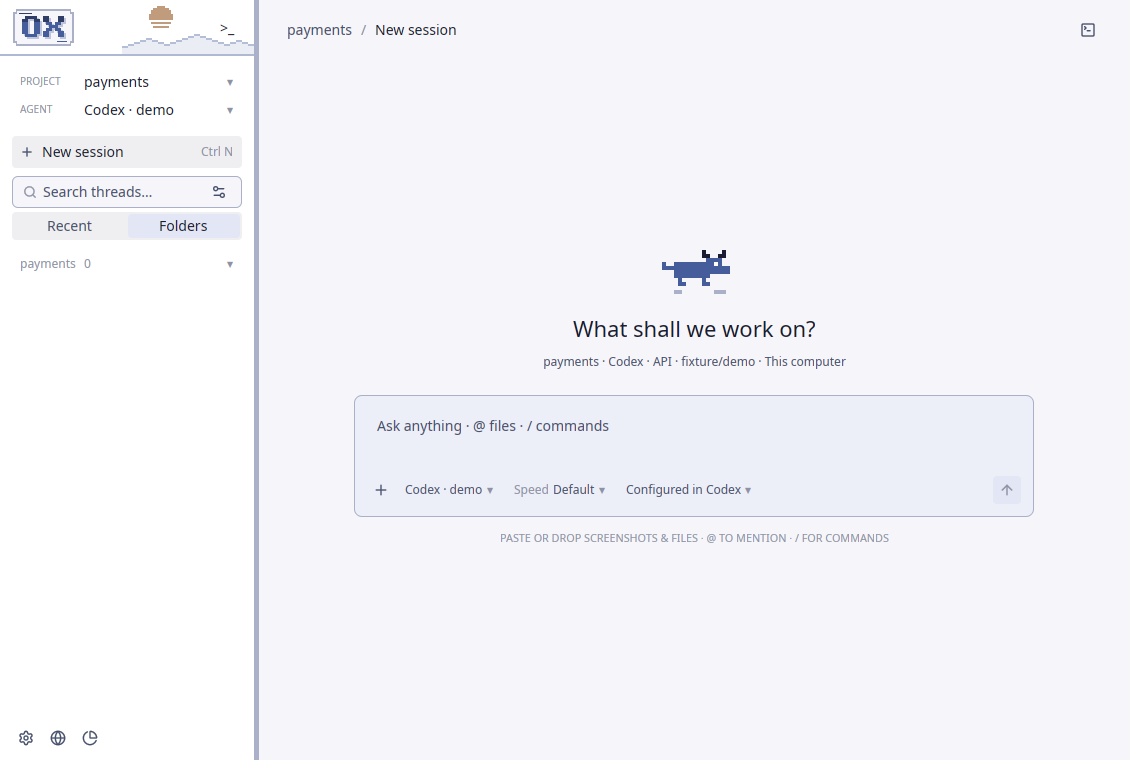 OX
>_
PROJECT payments
AGENT Codex · demo
+ New session Ctrl N
Search threads...
Recent Folders
payments 0
payments / New session
What shall we work on?
payments · Codex · API · fixture/demo · This computer
Ask anything · @ files · / commands
+ Codex · demo Speed Default Configured in Codex
PASTE OR DROP SCREENSHOTS & FILES · @ TO MENTION · / FOR COMMANDS